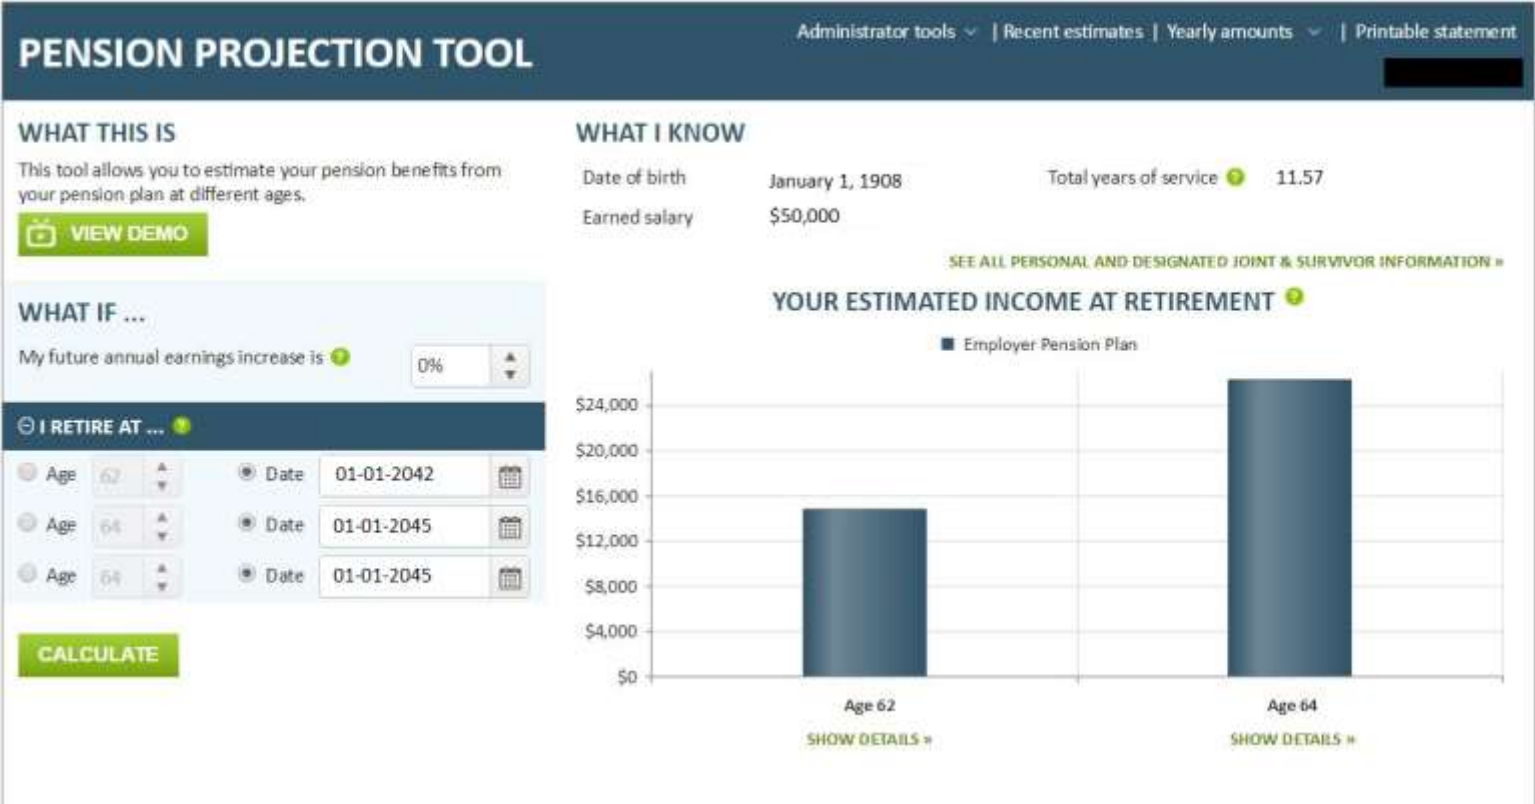 PENSION PROJECTION TOOL
Administrator tools | Recent estimates | Yearly amounts | Printable statement
WHAT THIS IS
This tool allows you to estimate your pension benefits from
your pension plan at different ages.
VIEW DEMO
WHAT IF ...
My future annual earnings increase is ? 0%
I RETIRE AT ... ?
Age 62 Date 01-01-2042
Age 64 Date 01-01-2045
Age 64 Date 01-01-2045
CALCULATE
WHAT I KNOW
Date of birth January 1, 1908 Total years of service ? 11.57
Earned salary $50,000
SEE ALL PERSONAL AND DESIGNATED JOINT & SURVIVOR INFORMATION »
YOUR ESTIMATED INCOME AT RETIREMENT ?
Employer Pension Plan
$24,000
$20,000
$16,000
$12,000
$8,000
$4,000
$0
Age 62 Age 64
SHOW DETAILS » SHOW DETAILS »